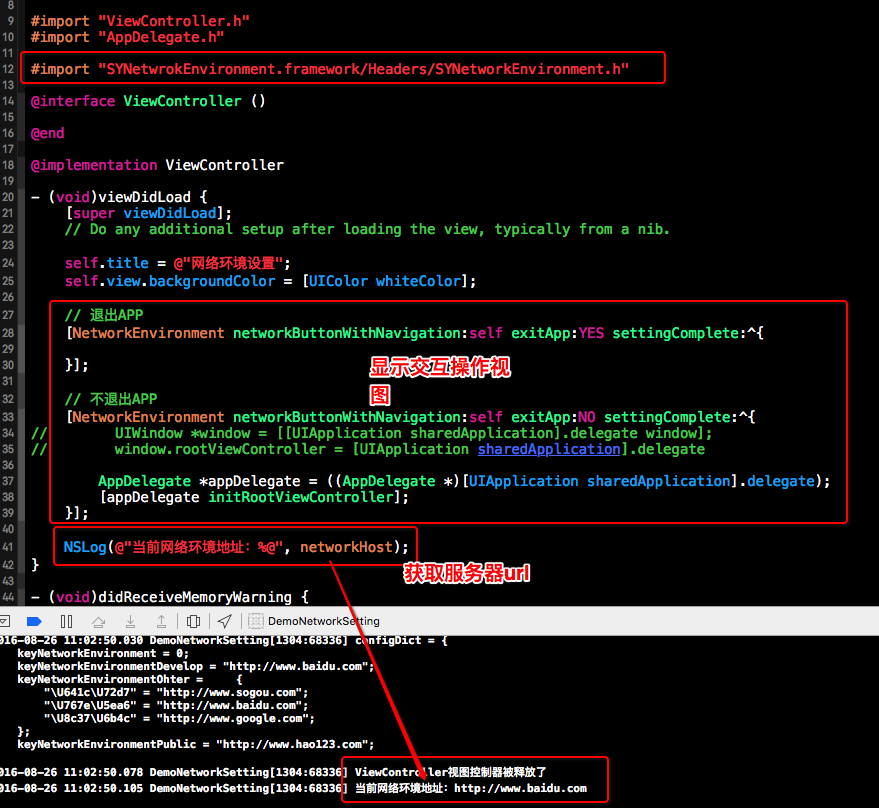 8
9 #import "ViewController.h"
10 #import "AppDelegate.h"
11
12 #import "SYNetwrokEnvironment.framework/Headers/SYNetworkEnvironment.h"
13
14 @interface ViewController ()
15
16 @end
17
18 @implementation ViewController
19
20 - (void)viewDidLoad {
21 [super viewDidLoad];
22 // Do any additional setup after loading the view, typically from a nib.
23
24 self.title = @"网络环境设置";
25 self.view.backgroundColor = [UIColor whiteColor];
26
27 // 退出APP
28 [NetworkEnvironment networkButtonWithNavigation:self exitApp:YES settingComplete:^{
29
30 }];
显示交互操作视
图
31
32 // 不退出APP
33 [NetworkEnvironment networkButtonWithNavigation:self exitApp:NO settingComplete:^{
34 // UIWindow *window = [[UIApplication sharedApplication].delegate window];
35 // window.rootViewController = [UIApplication sharedApplication].delegate
36
37 AppDelegate *appDelegate = ((AppDelegate *)[UIApplication sharedApplication].delegate);
38 [appDelegate initRootViewController];
39 }];
40
41 NSLog(@"当前网络环境地址：%@", networkHost);
42 }
获取服务器url
43
44 - (void)didReceiveMemoryWarning {
DemoNetworkSetting
016-08-26 11:02:50.030 DemoNetworkSetting[1304:68336] configDict = {
keyNetworkEnvironment = 0;
keyNetworkEnvironmentDevelop = "http://www.baidu.com";
keyNetworkEnvironmentOhter = {
"\U641c\U72d7" = "http://www.sogou.com";
"\U767e\U5ea6" = "http://www.baidu.com";
"\U8c37\U6b4c" = "http://www.google.com";
};
keyNetworkEnvironmentPublic = "http://www.hao123.com";
016-08-26 11:02:50.078 DemoNetworkSetting[1304:68336] ViewController视图控制器被释放了
016-08-26 11:02:50.105 DemoNetworkSetting[1304:68336] 当前网络环境地址：http://www.baidu.com